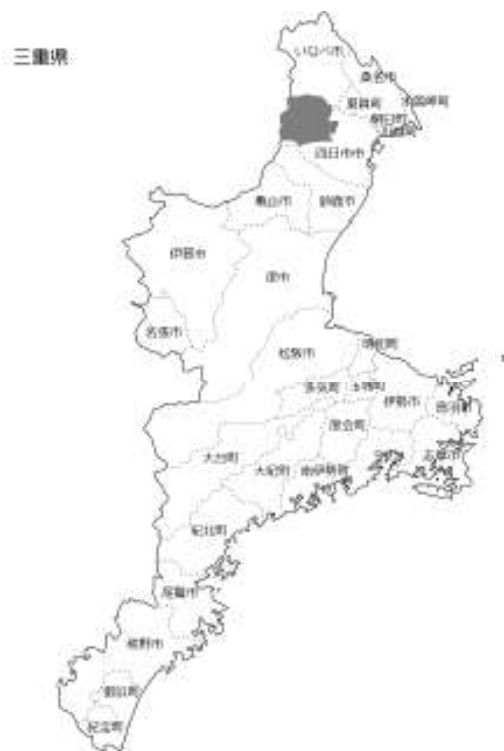 三重県
いなべ市
桑名市
東員町
木曽岬町
朝日町
川越町
四日市市
亀山市
鈴鹿市
伊賀市
津市
名張市
松阪市
明和町
多気町
玉城町
伊勢市
鳥羽市
度会町
志摩市
大台町
大紀町
南伊勢町
紀北町
尾鷲市
熊野市
御浜町
紀宝町